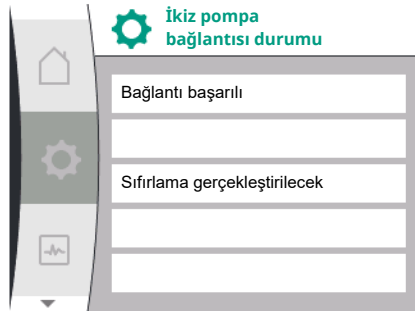 İkiz pompa
bağlantısı durumu
Bağlantı başarılı
Sıfırlama gerçekleştirilecek